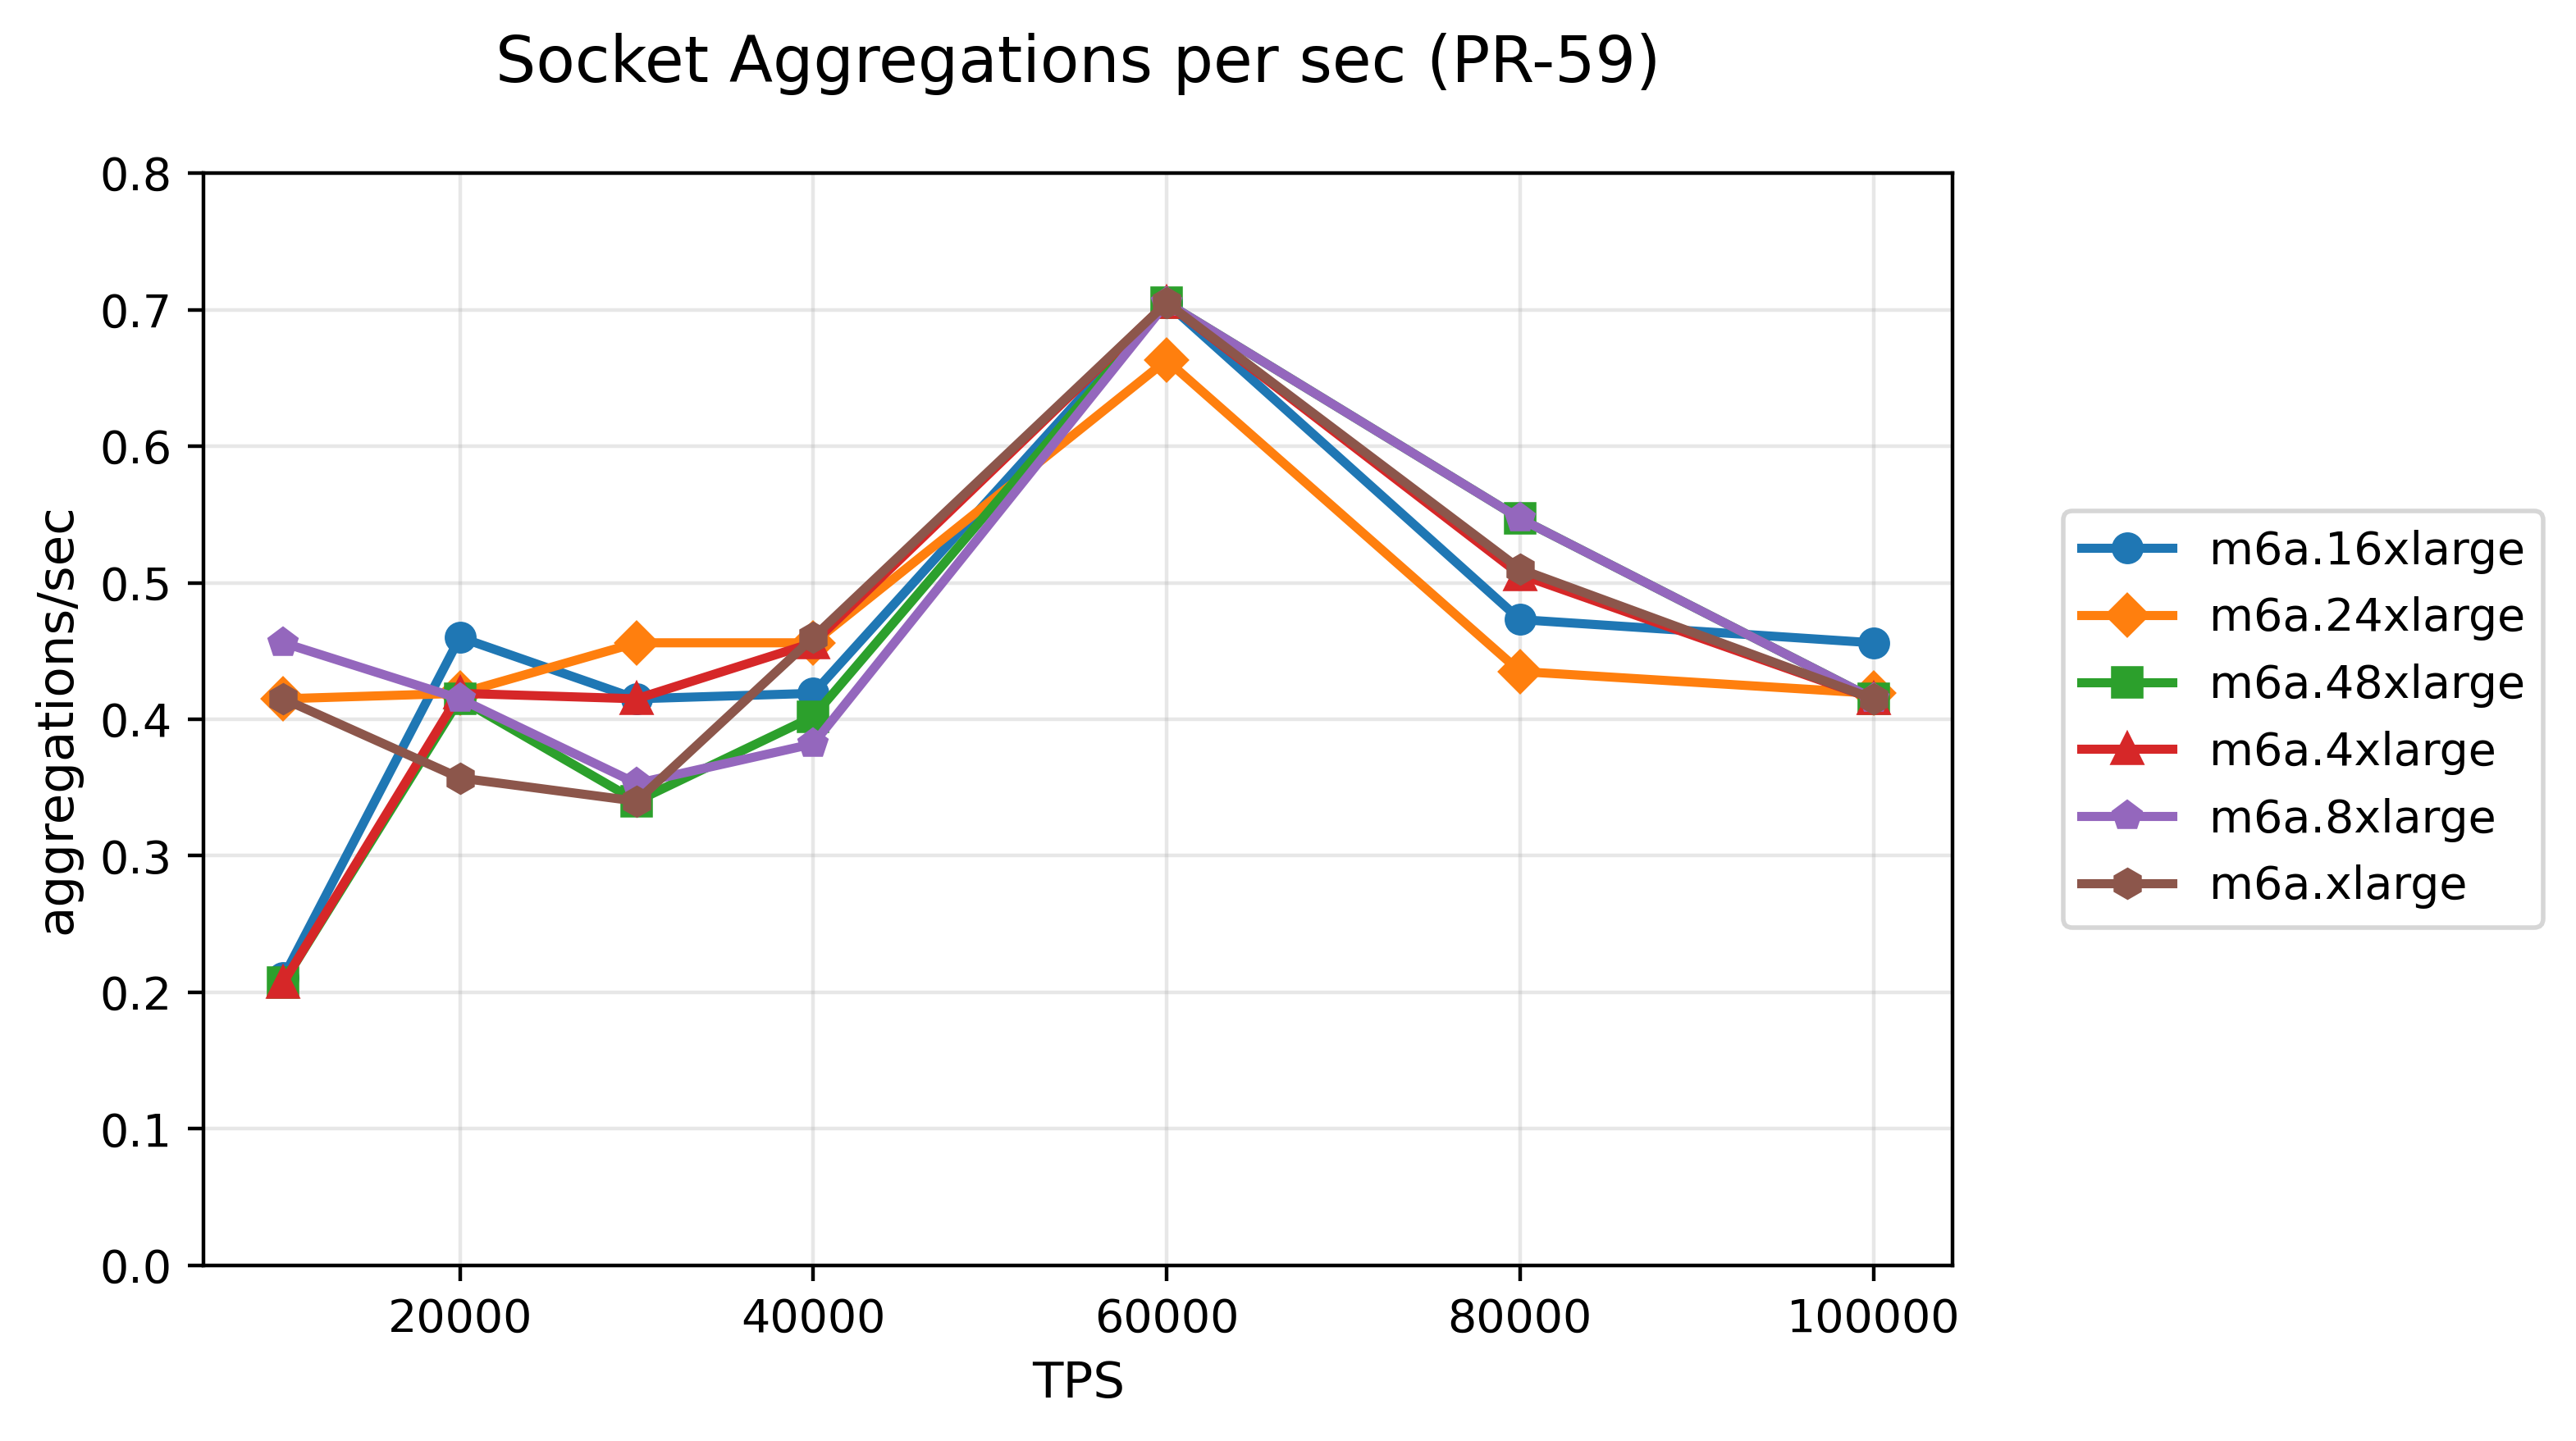 Socket Aggregations per sec (PR-59)
0.8
0.7
0.6
0.5
0.4
0.3
0.2
0.1
0.0
aggregations/sec
20000 40000 60000 80000 100000
TPS
m6a.16xlarge
m6a.24xlarge
m6a.48xlarge
m6a.4xlarge
m6a.8xlarge
m6a.xlarge